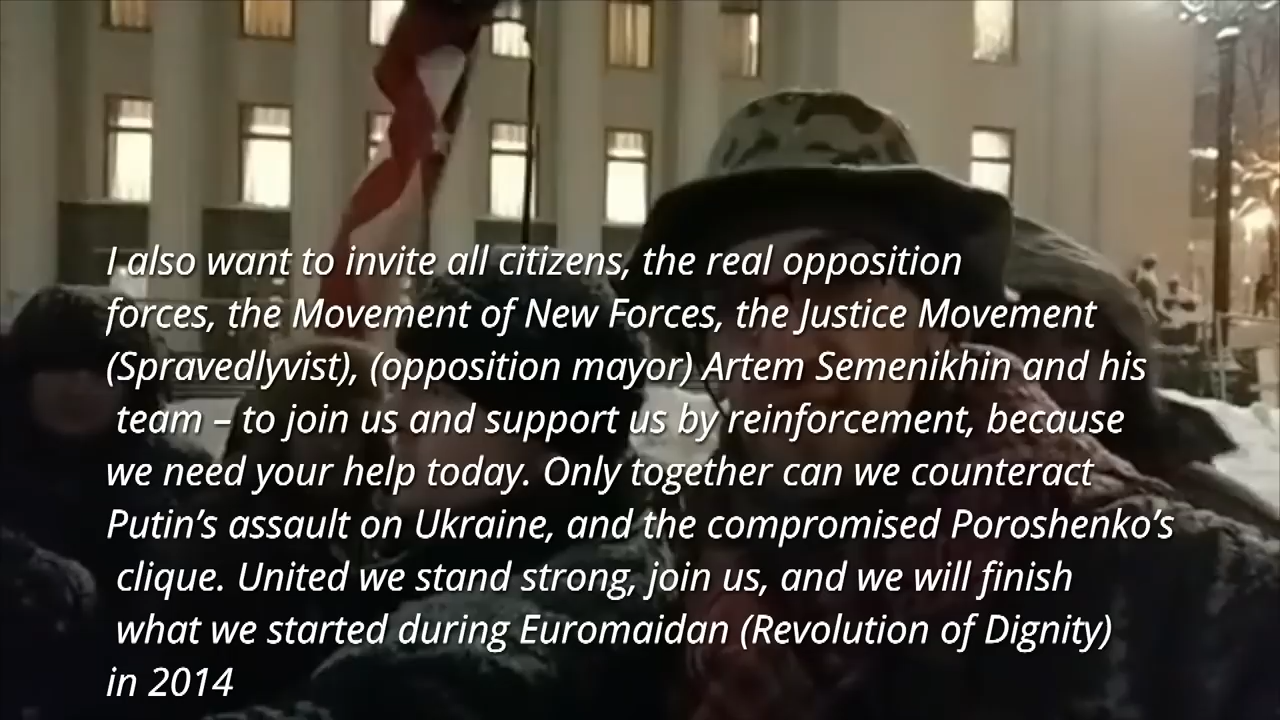 I also want to invite all citizens, the real opposition
forces, the Movement of New Forces, the Justice Movement
(Spravedlyvist), (opposition mayor) Artem Semenikhin and his
team – to join us and support us by reinforcement, because
we need your help today. Only together can we counteract
Putin’s assault on Ukraine, and the compromised Poroshenko’s
clique. United we stand strong, join us, and we will finish
what we started during Euromaidan (Revolution of Dignity)
in 2014